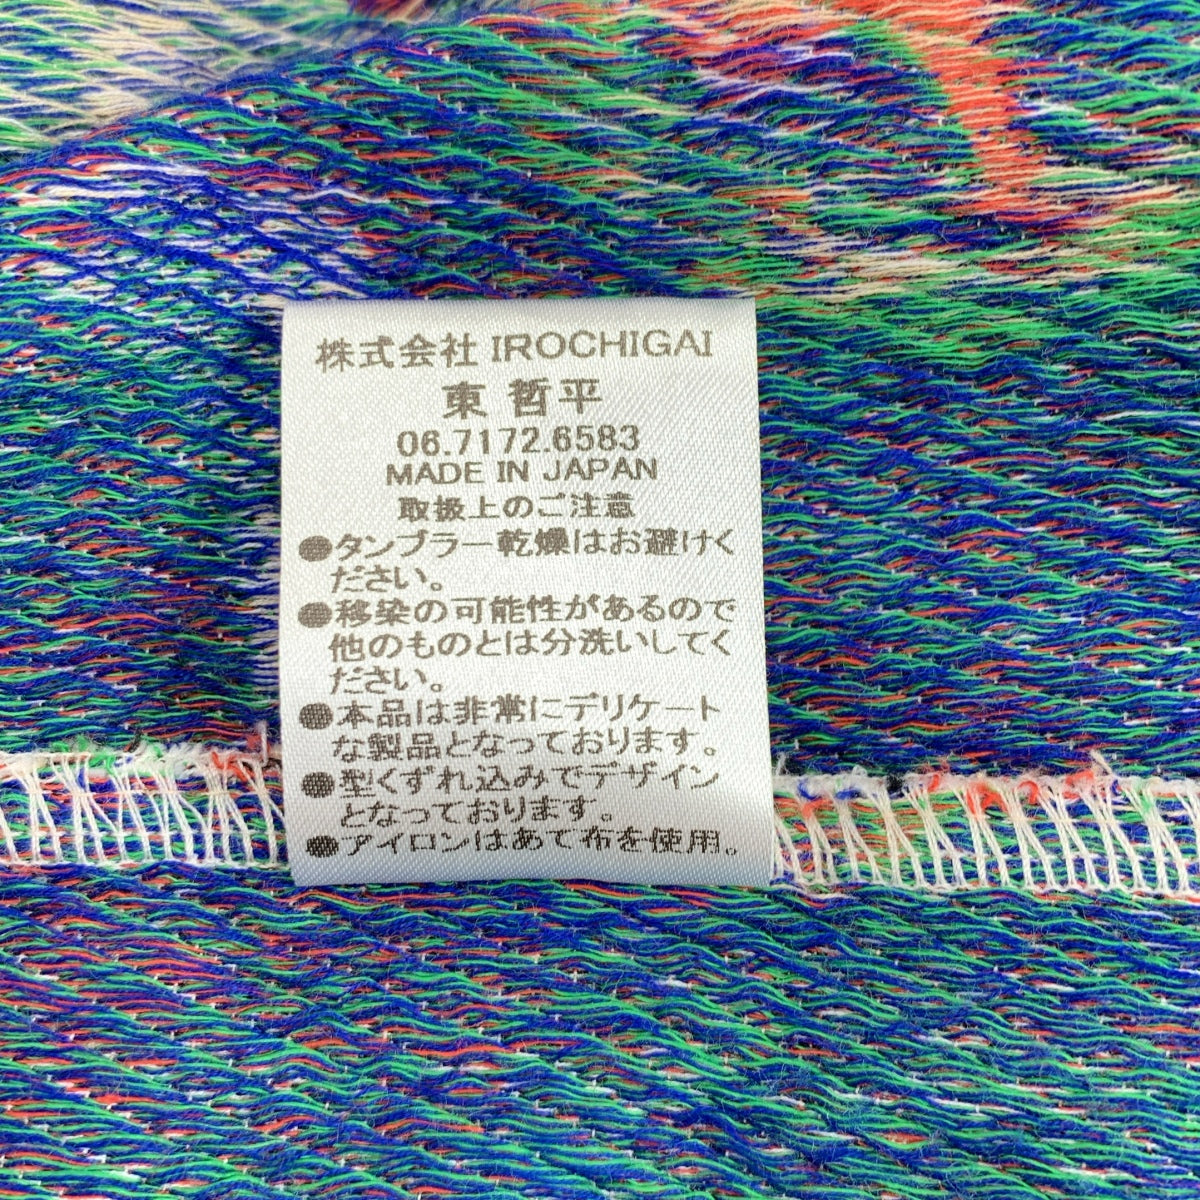 株式会社 IROCHIGAI
東 哲平
06.7172.6583
MADE IN JAPAN
取扱上のご注意
●タンブラー乾燥はお避けく
ださい。
●移染の可能性があるので
他のものとは分洗いしてく
ださい。
●本品は非常にデリケート
な製品となっております。
●型くずれ込みでデザイン
となっております。
●アイロンはあて布を使用。